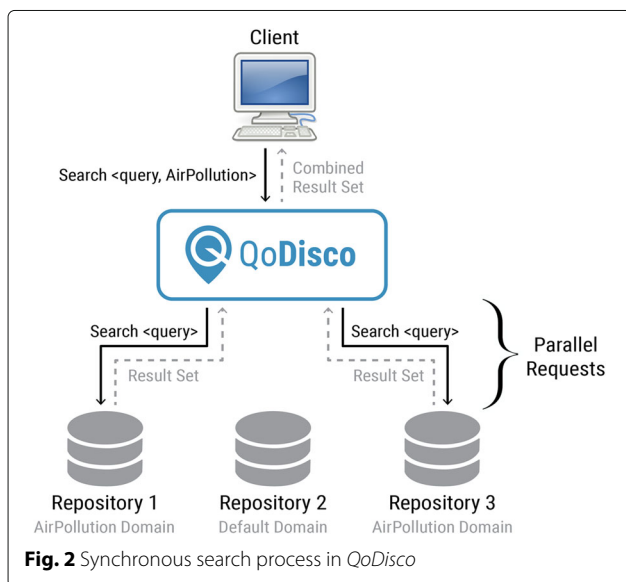 Client
Search <query, AirPollution>
Combined
Result Set
QoDisco
Search <query>
Search <query>
Result Set
Result Set
Parallel
Requests
Repository 1
AirPollution Domain
Repository 2
Default Domain
Repository 3
AirPollution Domain
Fig. 2 Synchronous search process in QoDisco